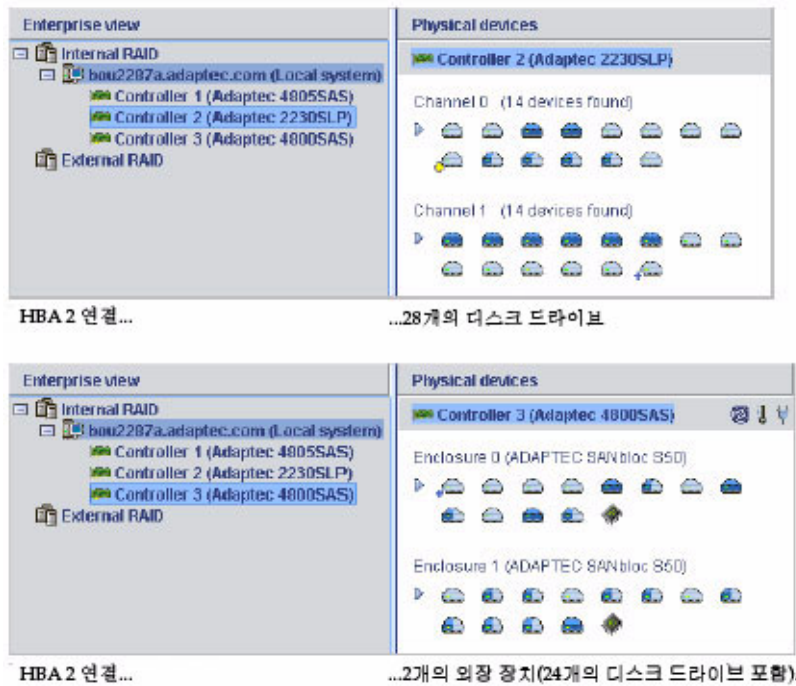 Enterprise view
Physical devices
Internal RAID
bou2287a.adaptec.com (Local system)
Controller 1 (Adaptec 4805SAS)
Controller 2 (Adaptec 2230SLP)
Controller 3 (Adaptec 4800SAS)
External RAID
Controller 2 (Adaptec 2230SLP)
Channel 0 (14 devices found)
Channel 1 (14 devices found)
HBA 2 연결...
...28개의 디스크 드라이브
Enterprise view
Physical devices
Internal RAID
bou2287a.adaptec.com (Local system)
Controller 1 (Adaptec 4805SAS)
Controller 2 (Adaptec 2230SLP)
Controller 3 (Adaptec 4800SAS)
External RAID
Controller 3 (Adaptec 4800SAS)
Enclosure 0 (ADAPTEC SANbloc S50)
Enclosure 1 (ADAPTEC SANbloc S50)
HBA 2 연결...
...2개의 외장 장치(24개의 디스크 드라이브 포함)